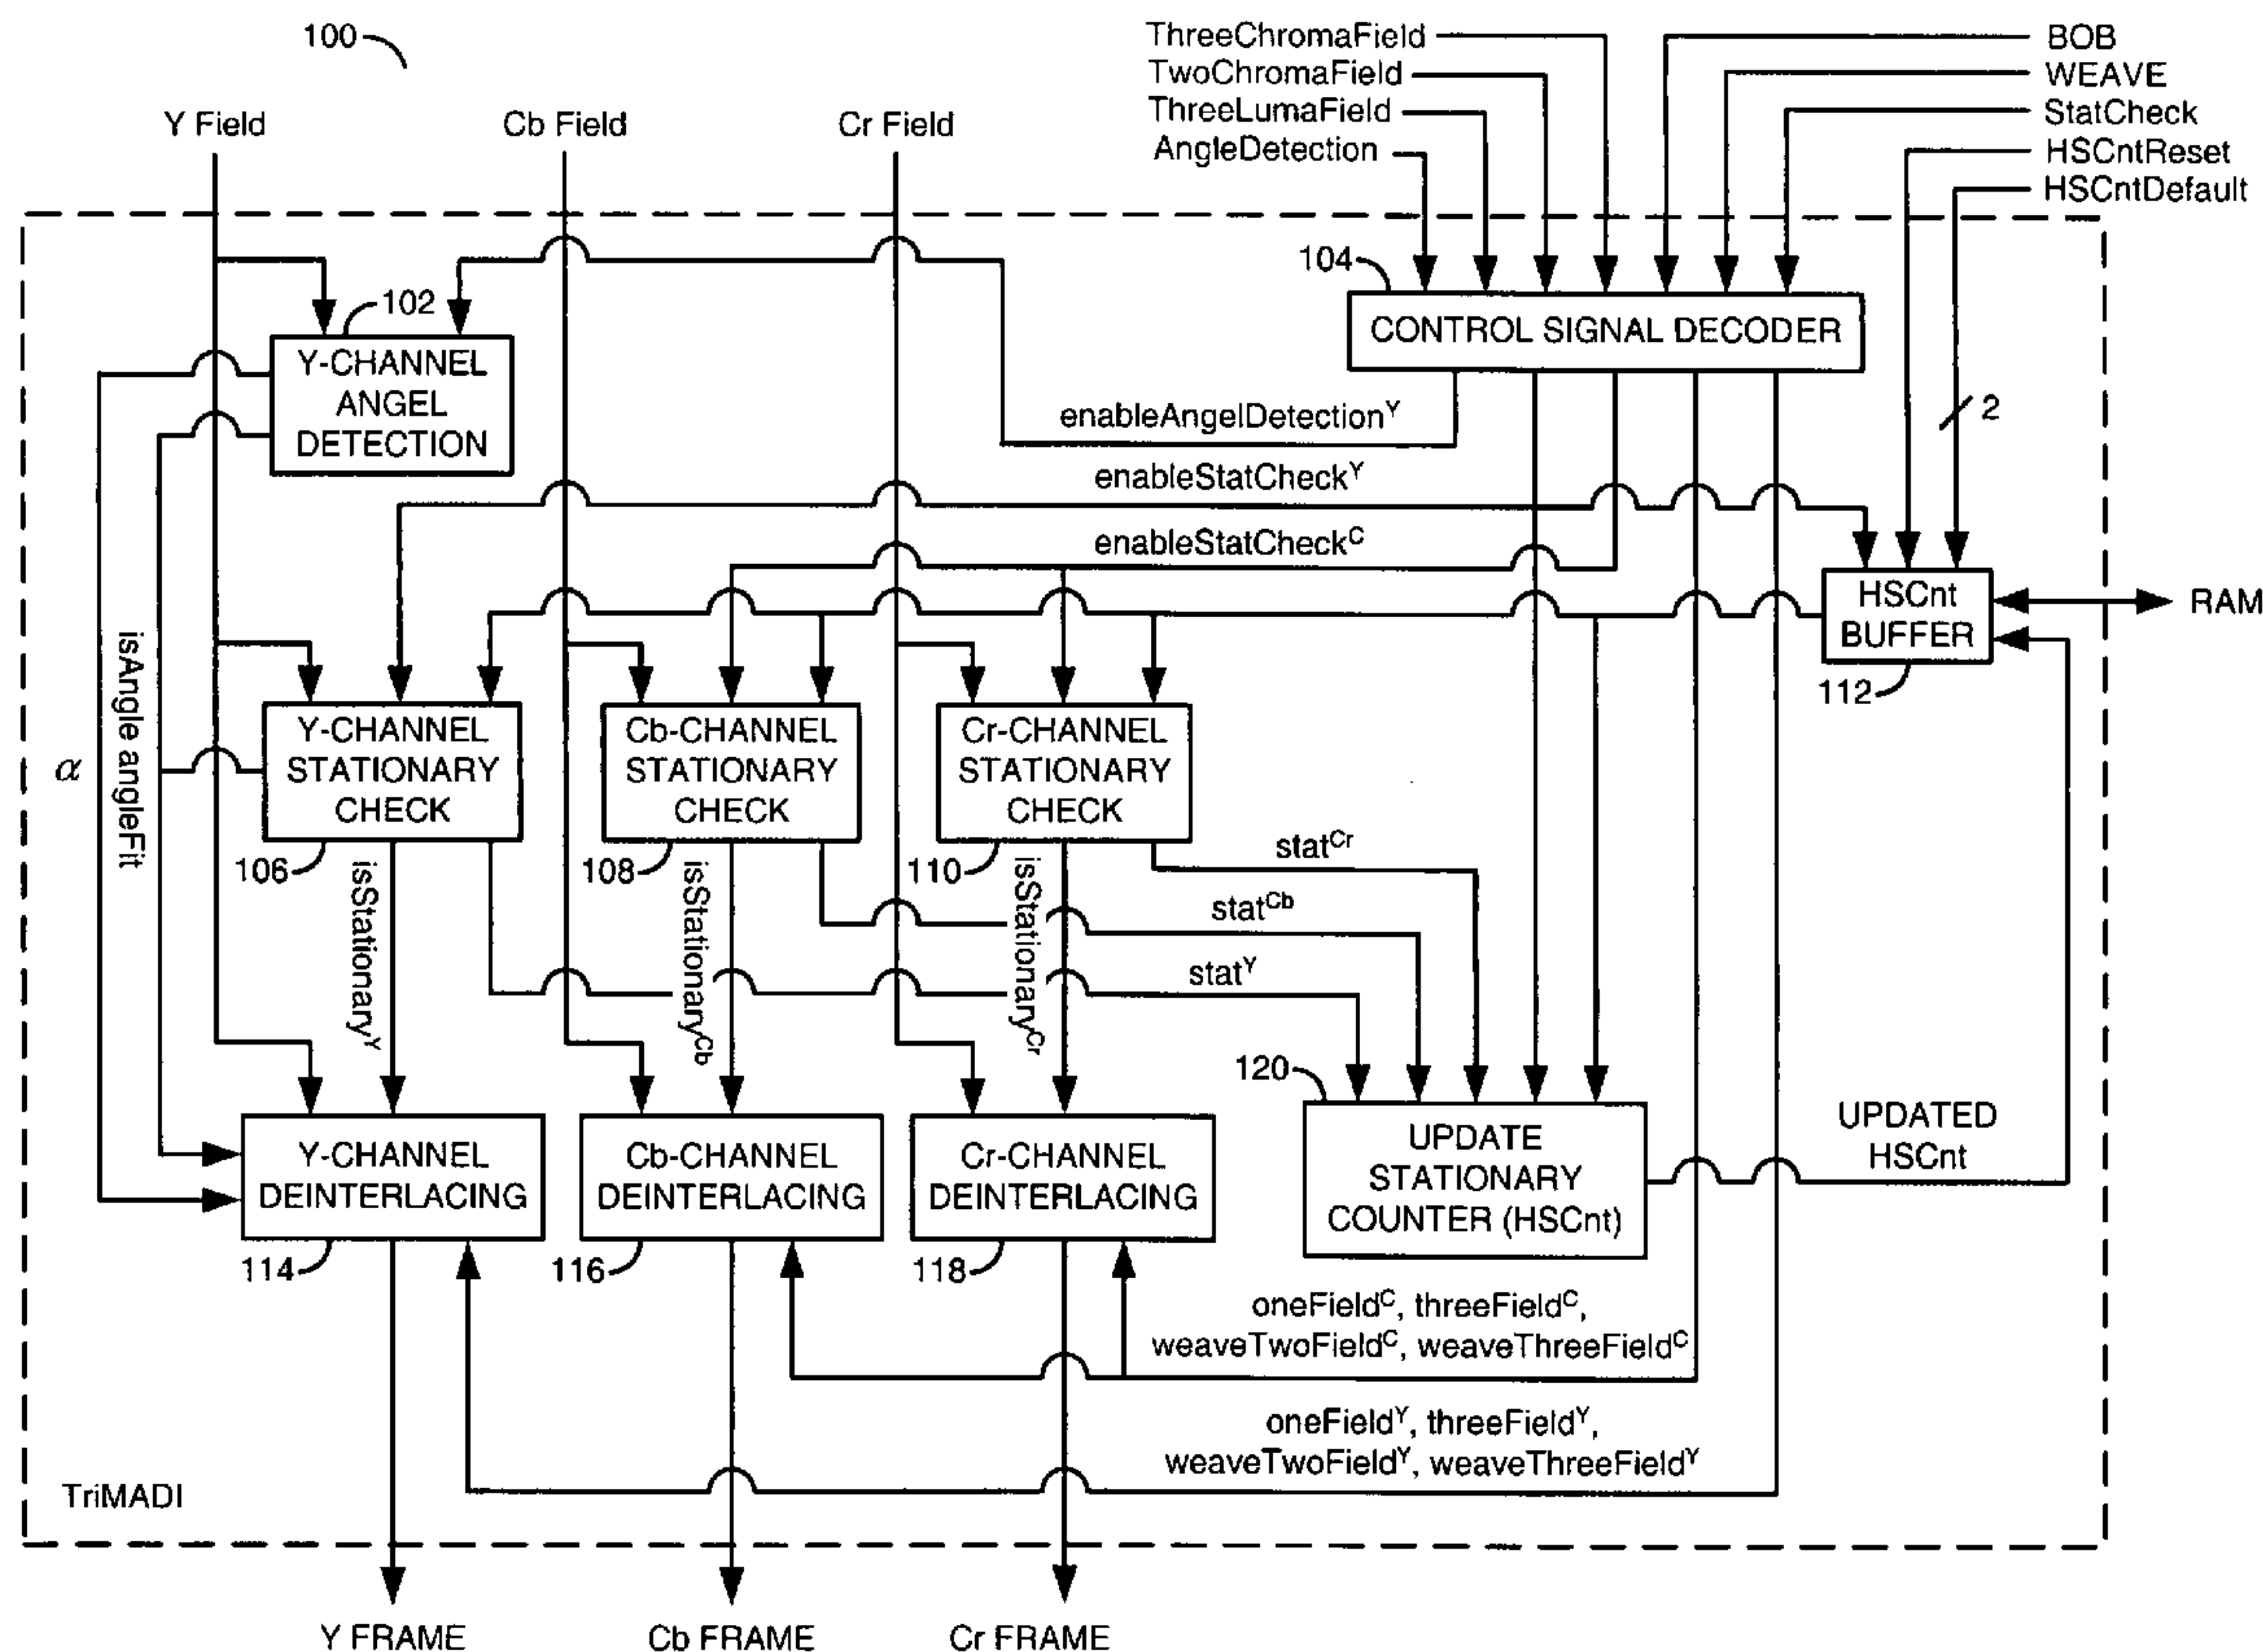 100
ThreeChromaField
TwoChromaField
ThreeLumaField
AngleDetection
BOB
WEAVE
StatCheck
HSCntReset
HSCntDefault
Y Field
Cb Field
Cr Field
102
104
Y-CHANNEL
ANGEL
DETECTION
CONTROL SIGNAL DECODER
enableAngelDetectionY
2
enableStatCheckY
enableStatCheckC
HSCnt
BUFFER
RAM
112
α
isAngle angleFit
Y-CHANNEL
STATIONARY
CHECK
Cb-CHANNEL
STATIONARY
CHECK
Cr-CHANNEL
STATIONARY
CHECK
106
108
110
isStationaryY
isStationaryCb
isStationaryCr
statCr
statCb
statY
120
Y-CHANNEL
DEINTERLACING
Cb-CHANNEL
DEINTERLACING
Cr-CHANNEL
DEINTERLACING
UPDATE
STATIONARY
COUNTER (HSCnt)
UPDATED
HSCnt
114
116
118
oneFieldC, threeFieldC,
weaveTwoFieldC, weaveThreeFieldC
oneFieldY, threeFieldY,
weaveTwoFieldY, weaveThreeFieldY
TriMADI
Y FRAME
Cb FRAME
Cr FRAME